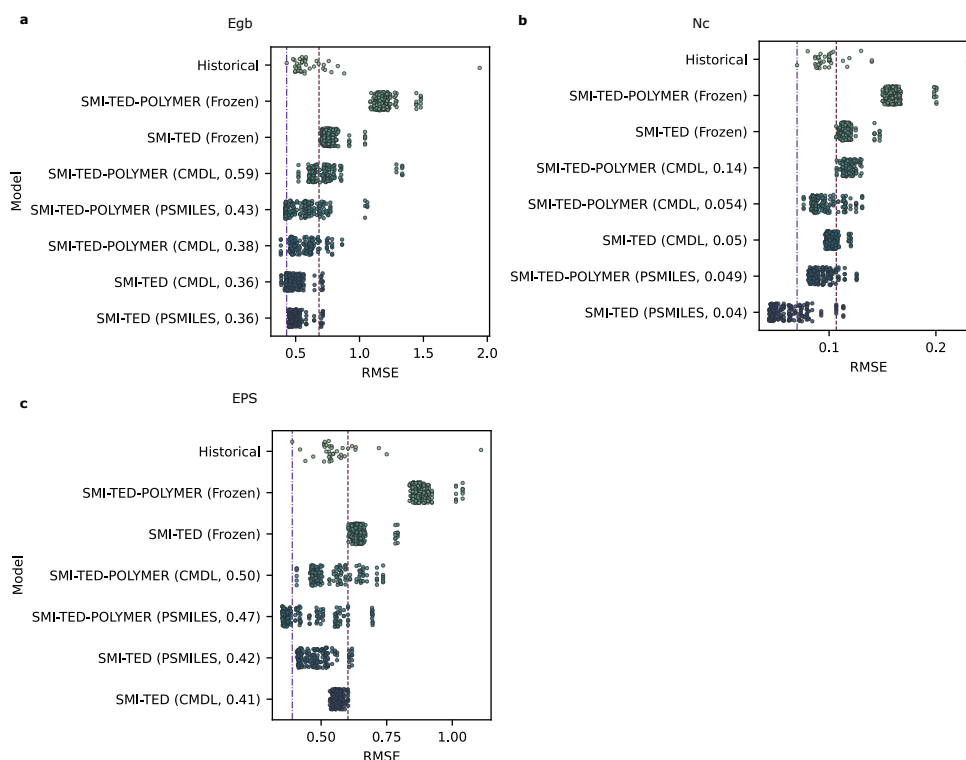 a
Egb
Historical
SMI-TED-POLYMER (Frozen)
SMI-TED (Frozen)
SMI-TED-POLYMER (CMDL, 0.59)
SMI-TED-POLYMER (PSMILES, 0.43)
SMI-TED-POLYMER (CMDL, 0.38)
SMI-TED (CMDL, 0.36)
SMI-TED (PSMILES, 0.36)
Model
0.5 1.0 1.5 2.0
RMSE
b
Nc
Historical
SMI-TED-POLYMER (Frozen)
SMI-TED (Frozen)
SMI-TED-POLYMER (CMDL, 0.14)
SMI-TED-POLYMER (CMDL, 0.054)
SMI-TED (CMDL, 0.05)
SMI-TED-POLYMER (PSMILES, 0.049)
SMI-TED (PSMILES, 0.04)
0.1 0.2
RMSE
c
EPS
Historical
SMI-TED-POLYMER (Frozen)
SMI-TED (Frozen)
SMI-TED-POLYMER (CMDL, 0.50)
SMI-TED-POLYMER (PSMILES, 0.47)
SMI-TED (PSMILES, 0.42)
SMI-TED (CMDL, 0.41)
Model
0.50 0.75 1.00
RMSE